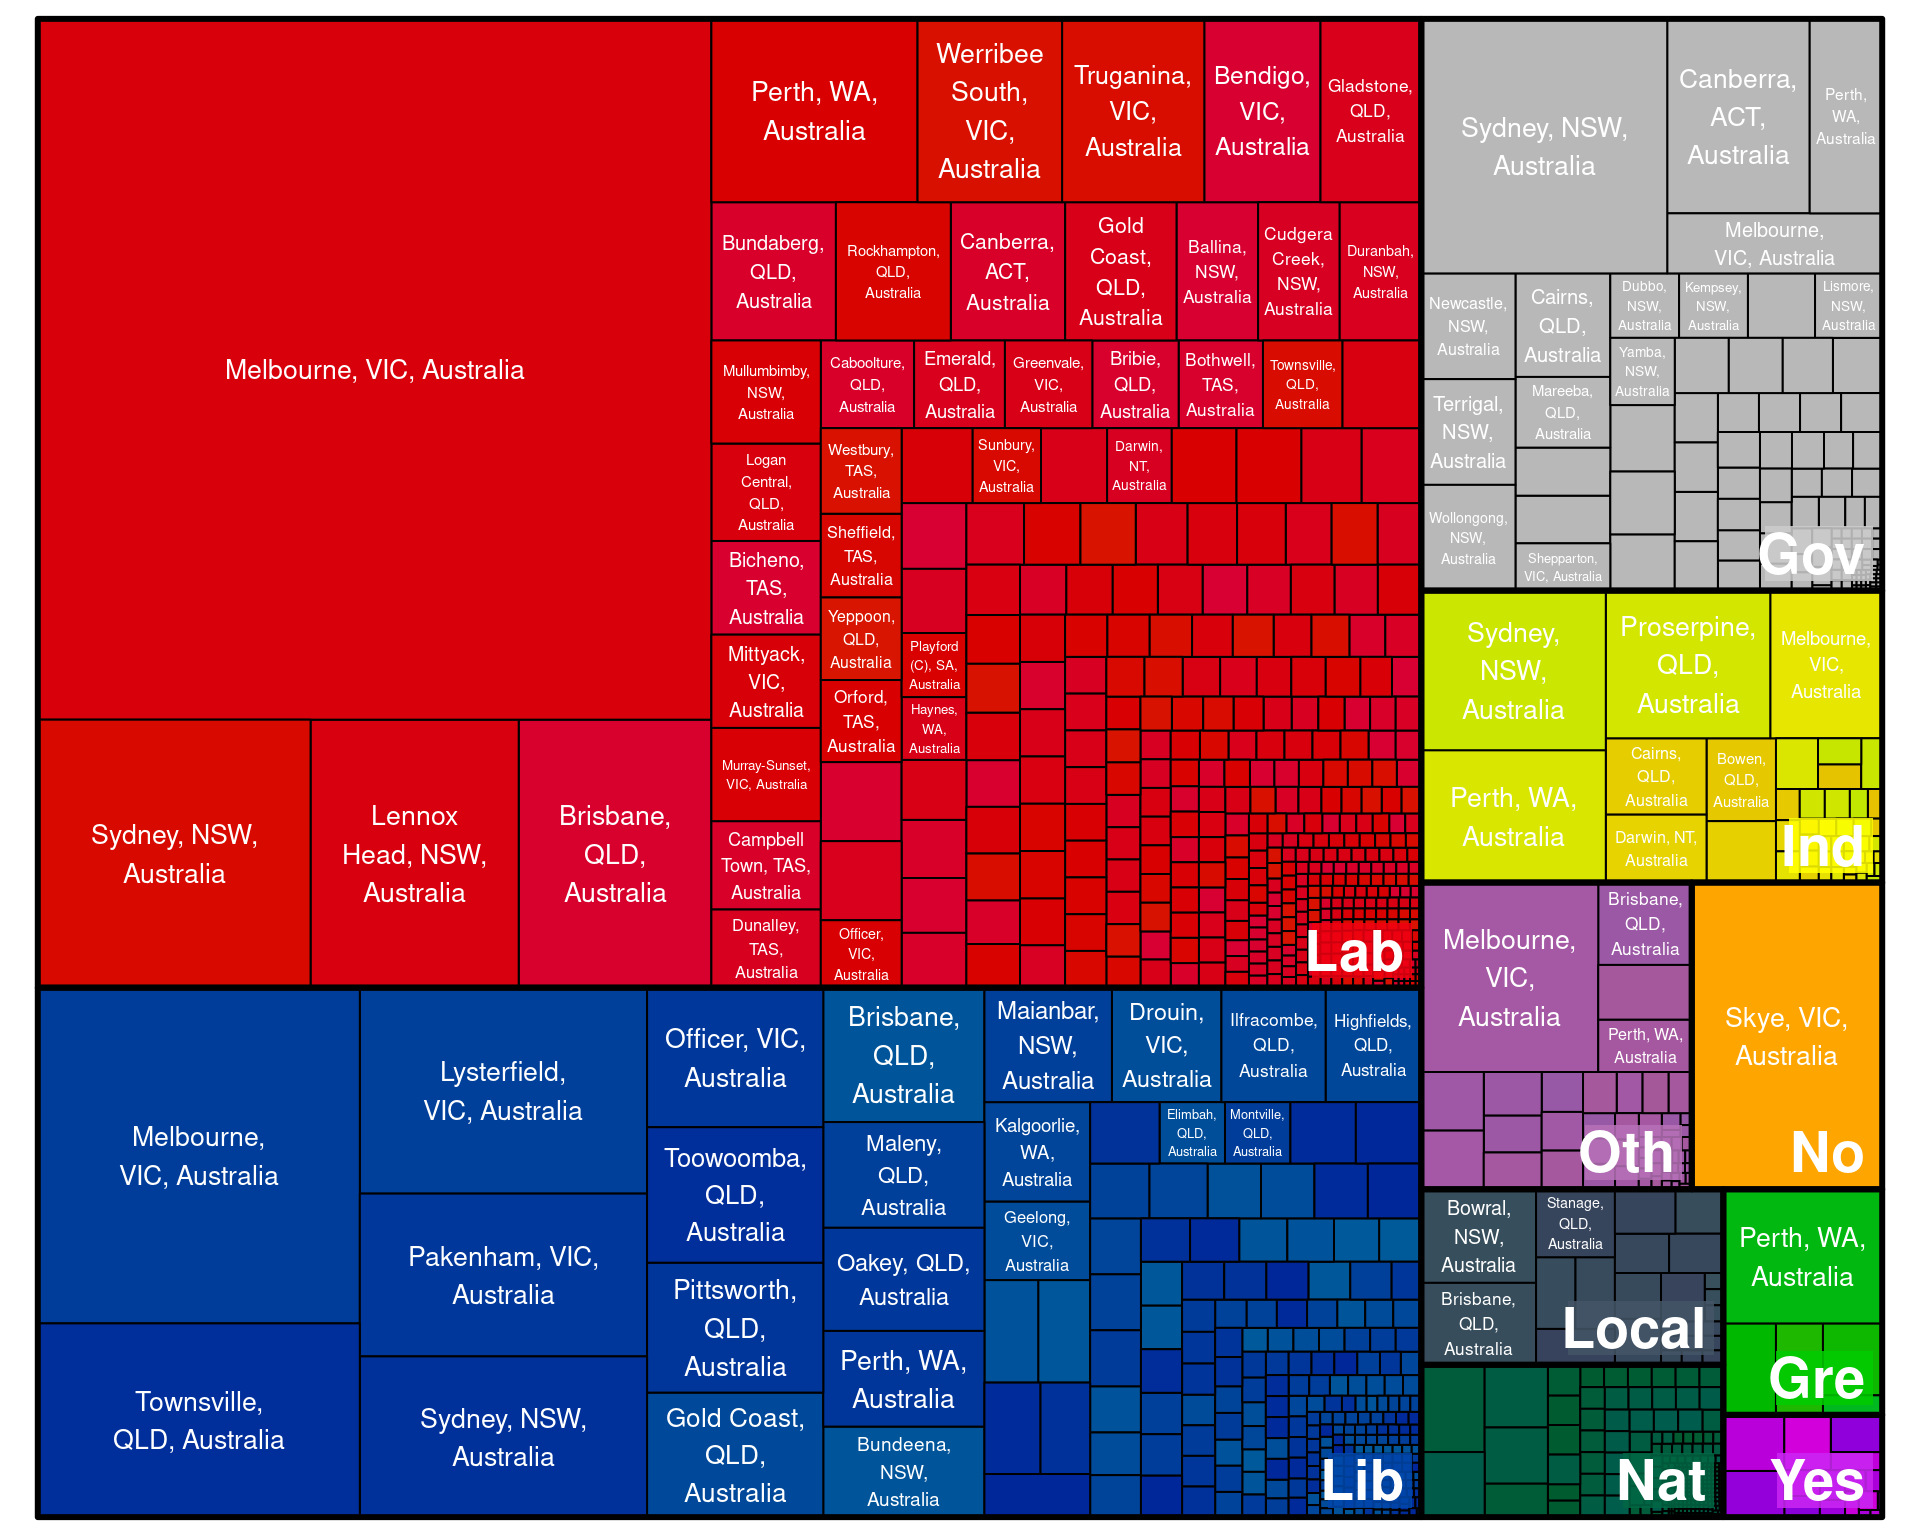 Melbourne, VIC, Australia
Sydney, NSW,
Australia
Lennox
Head, NSW,
Australia
Brisbane,
QLD,
Australia
Perth, WA,
Australia
Werribee
South,
VIC,
Australia
Truganina,
VIC,
Australia
Bendigo,
VIC,
Australia
Gladstone,
QLD,
Australia
Bundaberg,
QLD,
Australia
Rockhampton,
QLD,
Australia
Canberra,
ACT,
Australia
Gold
Coast,
QLD,
Australia
Ballina,
NSW,
Australia
Cudgera
Creek,
NSW,
Australia
Duranbah,
NSW,
Australia
Mullumbimby,
NSW,
Australia
Logan
Central,
QLD,
Australia
Bicheno,
TAS,
Australia
Mittyack,
VIC,
Australia
Murray-Sunset,
VIC, Australia
Campbell
Town, TAS,
Australia
Dunalley,
TAS,
Australia
Caboolture,
QLD,
Australia
Emerald,
QLD,
Australia
Greenvale,
VIC,
Australia
Bribie,
QLD,
Australia
Bothwell,
TAS,
Australia
Townsville,
QLD,
Australia
Westbury,
TAS,
Australia
Sheffield,
TAS,
Australia
Yeppoon,
QLD,
Australia
Orford,
TAS,
Australia
Officer,
VIC,
Australia
Sunbury,
VIC,
Australia
Darwin,
NT,
Australia
Playford
(C), SA,
Australia
Haynes,
WA,
Australia
Lab
Melbourne,
VIC, Australia
Townsville,
QLD, Australia
Lysterfield,
VIC, Australia
Pakenham, VIC,
Australia
Sydney, NSW,
Australia
Officer, VIC,
Australia
Toowoomba,
QLD,
Australia
Pittsworth,
QLD,
Australia
Gold Coast,
QLD,
Australia
Brisbane,
QLD,
Australia
Maleny,
QLD,
Australia
Oakey, QLD,
Australia
Perth, WA,
Australia
Bundeena,
NSW,
Australia
Maianbar,
NSW,
Australia
Drouin,
VIC,
Australia
Ilfracombe,
QLD,
Australia
Highfields,
QLD,
Australia
Kalgoorlie,
WA,
Australia
Geelong,
VIC,
Australia
Elimbah,
QLD,
Australia
Montville,
QLD,
Australia
Lib
Sydney, NSW,
Australia
Canberra,
ACT,
Australia
Perth,
WA,
Australia
Melbourne,
VIC, Australia
Newcastle,
NSW,
Australia
Terrigal,
NSW,
Australia
Wollongong,
NSW,
Australia
Cairns,
QLD,
Australia
Mareeba,
QLD,
Australia
Shepparton,
VIC, Australia
Dubbo,
NSW,
Australia
Kempsey,
NSW,
Australia
Lismore,
NSW,
Australia
Yamba,
NSW,
Australia
Gov
Sydney,
NSW,
Australia
Perth, WA,
Australia
Proserpine,
QLD,
Australia
Melbourne,
VIC,
Australia
Cairns,
QLD,
Australia
Darwin, NT,
Australia
Bowen,
QLD,
Australia
Ind
Melbourne,
VIC,
Australia
Brisbane,
QLD,
Australia
Perth, WA,
Australia
Oth
Skye, VIC,
Australia
No
Bowral,
NSW,
Australia
Brisbane,
QLD,
Australia
Stanage,
QLD,
Australia
Local
Perth, WA,
Australia
Gre
Nat
Yes